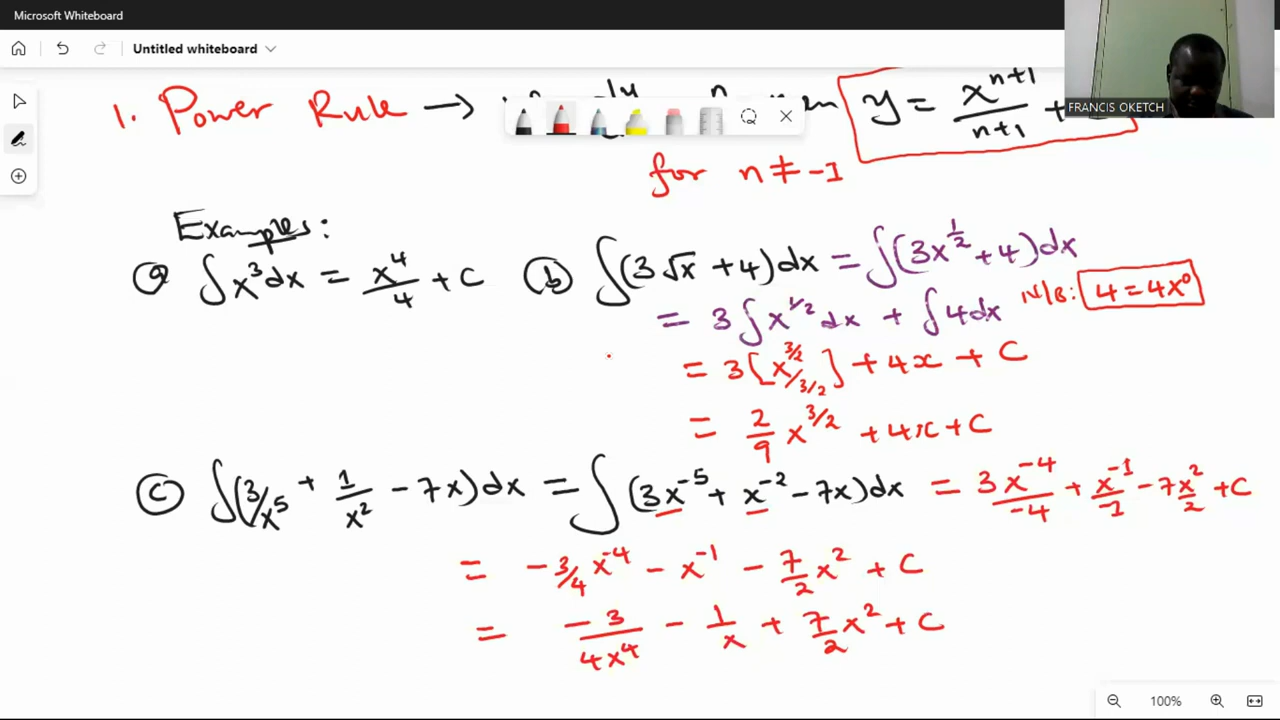 Microsoft Whiteboard
Untitled whiteboard
FRANCIS OKETCH
1. Power Rule → y = x^(n+1)/(n+1) +
for n ≠ -1
Examples:
(a) ∫x³dx = x⁴/4 + C
(b) ∫(3√x + 4)dx = ∫(3x^(1/2) + 4)dx
= 3∫x^(1/2) dx + ∫4dx N/B: 4 = 4x⁰
= 3[x^(3/2)/3/2] + 4x + C
= 2/9 x^(3/2) + 4x + C
(c) ∫(3/x⁵ + 1/x² - 7x)dx = ∫(3x⁻⁵ + x⁻² - 7x)dx = 3x⁻⁴/-4 + x⁻¹/-1 - 7x²/2 + C
= -3/4 x⁻⁴ - x⁻¹ - 7/2 x² + C
= -3/4x⁴ - 1/x + 7/2 x² + C
100%